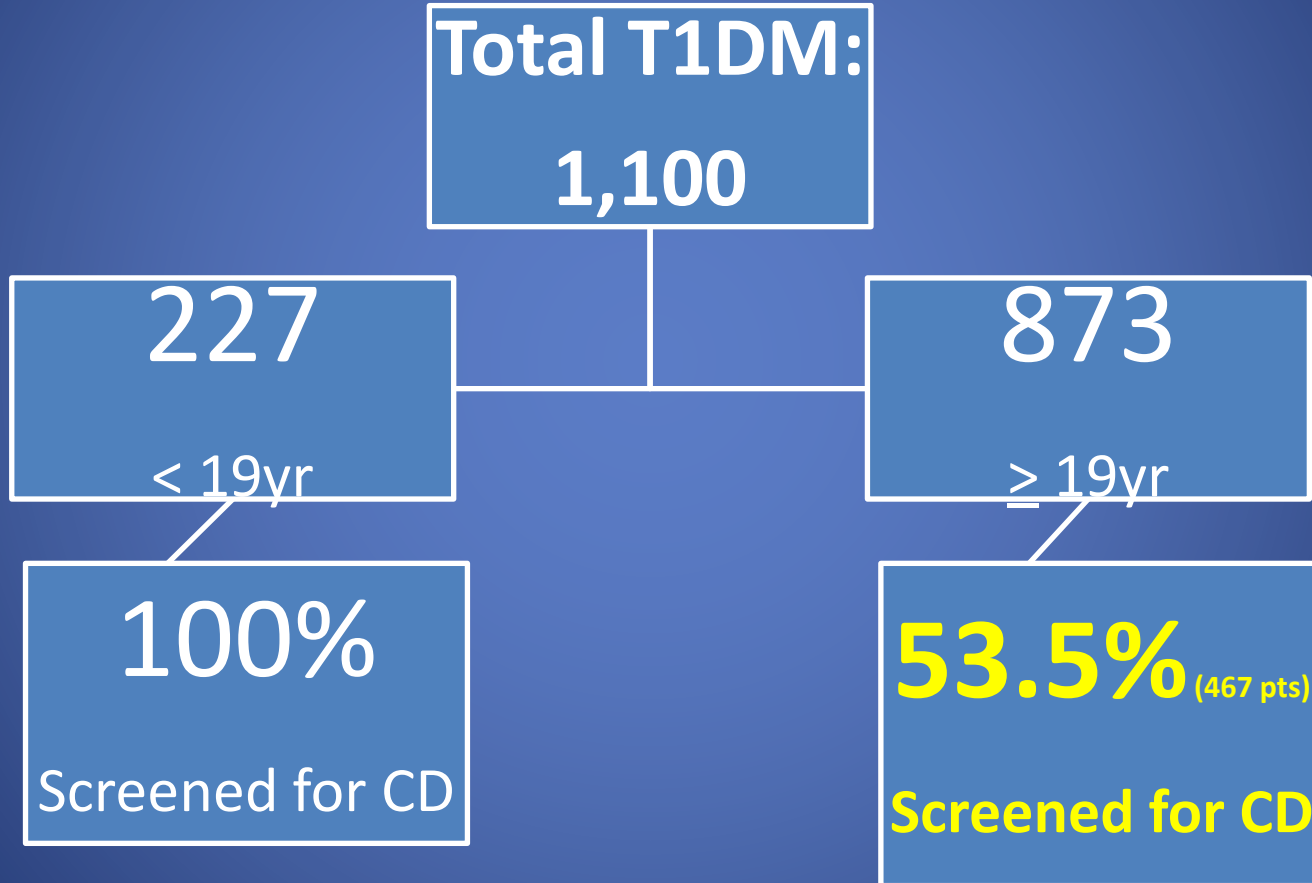 Total T1DM:
1,100
227
< 19yr
873
≥ 19yr
100%
Screened for CD
53.5% (467 pts)
Screened for CD